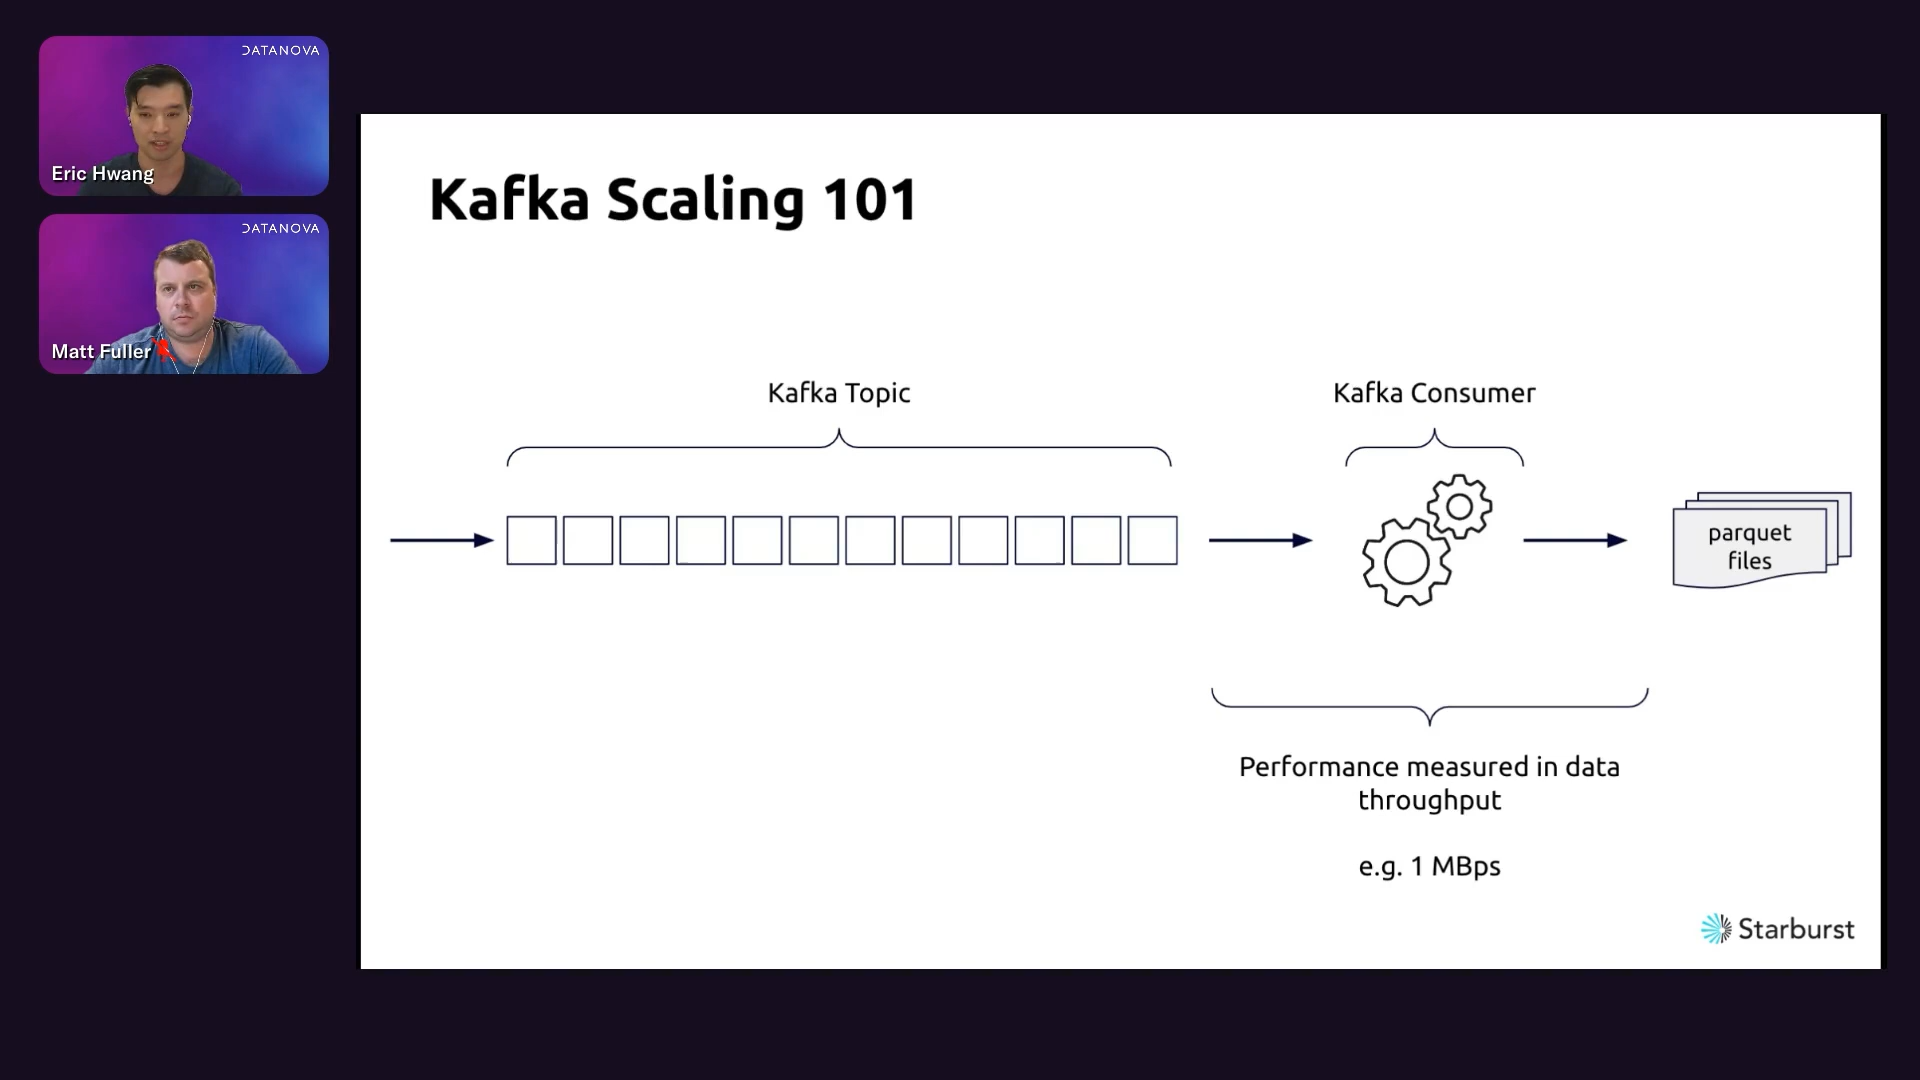 DATANOVA
Eric Hwang
DATANOVA
Matt Fuller
Kafka Scaling 101
Kafka Topic
Kafka Consumer
parquet
files
Performance measured in data
throughput
e.g. 1 MBps
Starburst